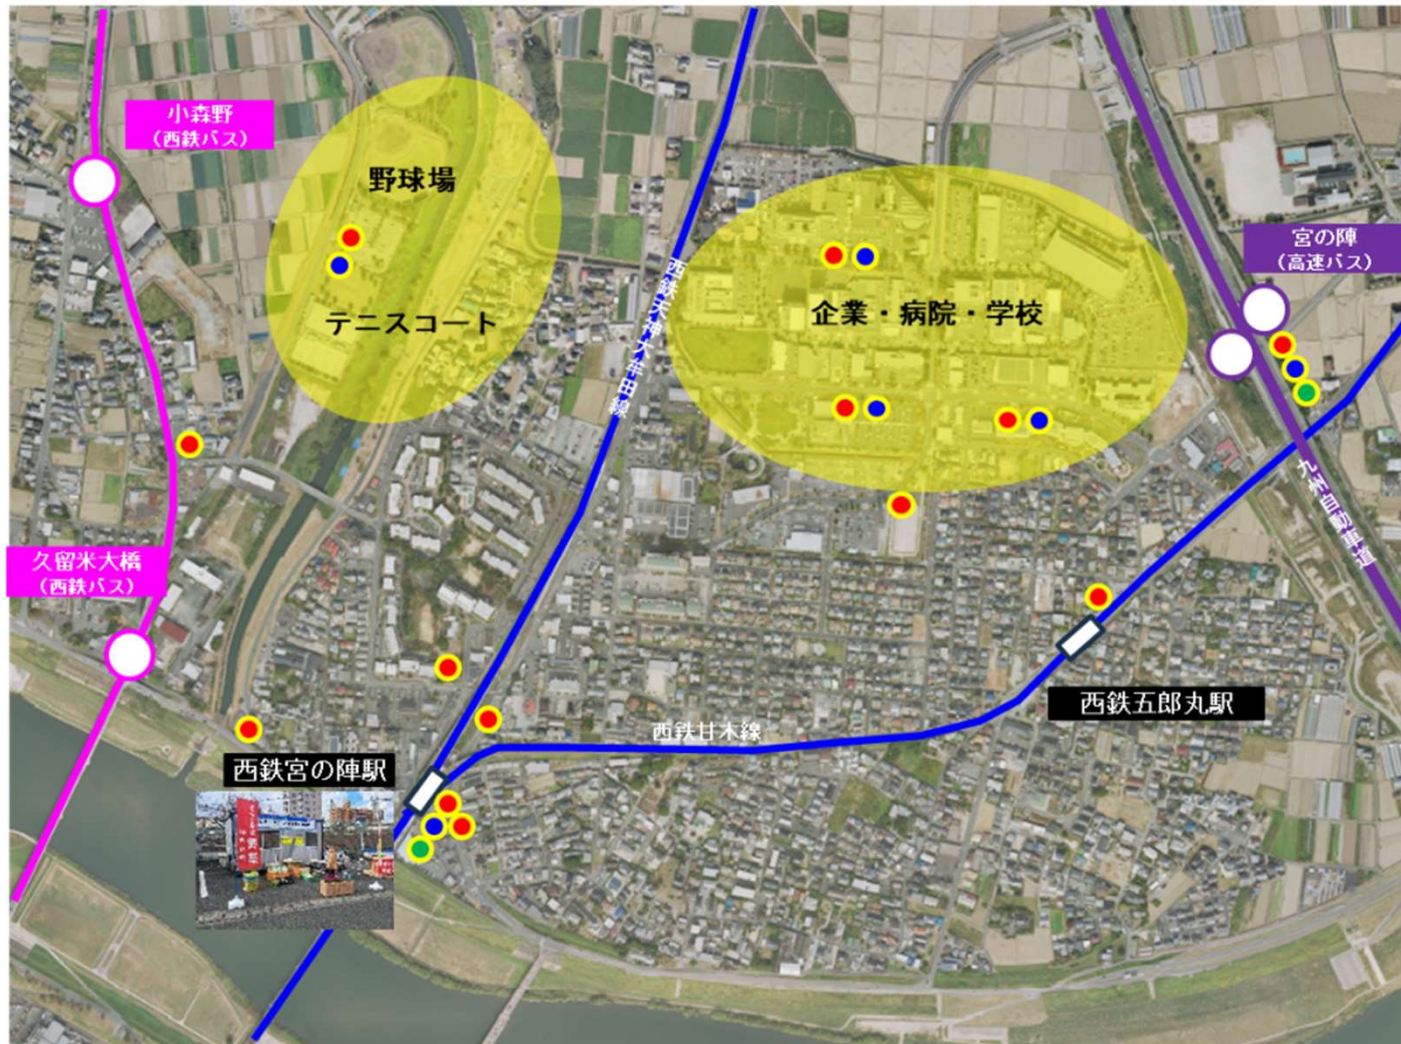 小森野
(西鉄バス)
野球場
テニスコート
西鉄天神大牟田線
企業・病院・学校
宮の陣
(高速バス)
九州自動車道
久留米大橋
(西鉄バス)
西鉄五郎丸駅
西鉄甘木線
西鉄宮の陣駅